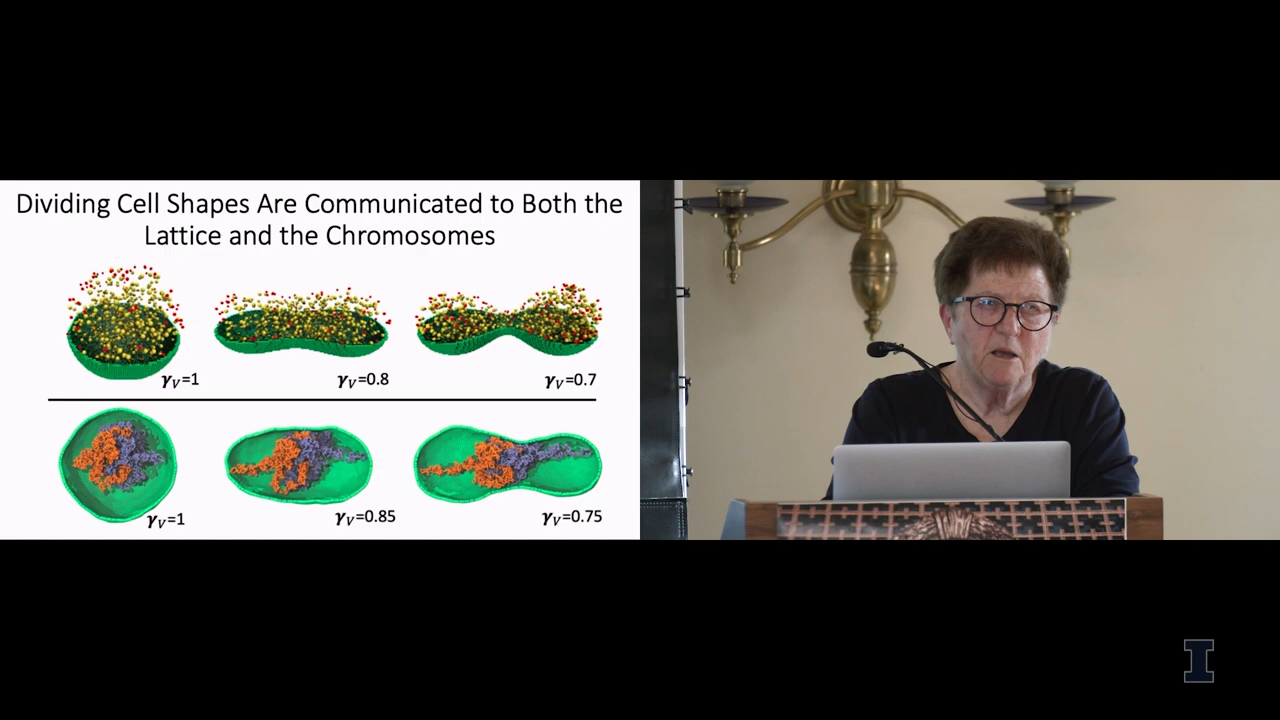 Dividing Cell Shapes Are Communicated to Both the
Lattice and the Chromosomes
γV=1
γV=0.8
γV=0.7
γV=1
γV=0.85
γV=0.75
I